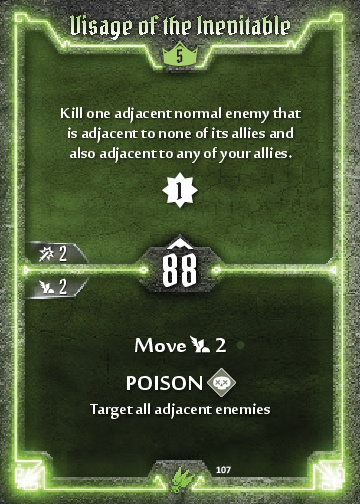 Visage of the Inevitable
5
Kill one adjacent normal enemy that
is adjacent to none of its allies and
also adjacent to any of your allies.
1
2
88
2
Move 2
POISON
Target all adjacent enemies
107